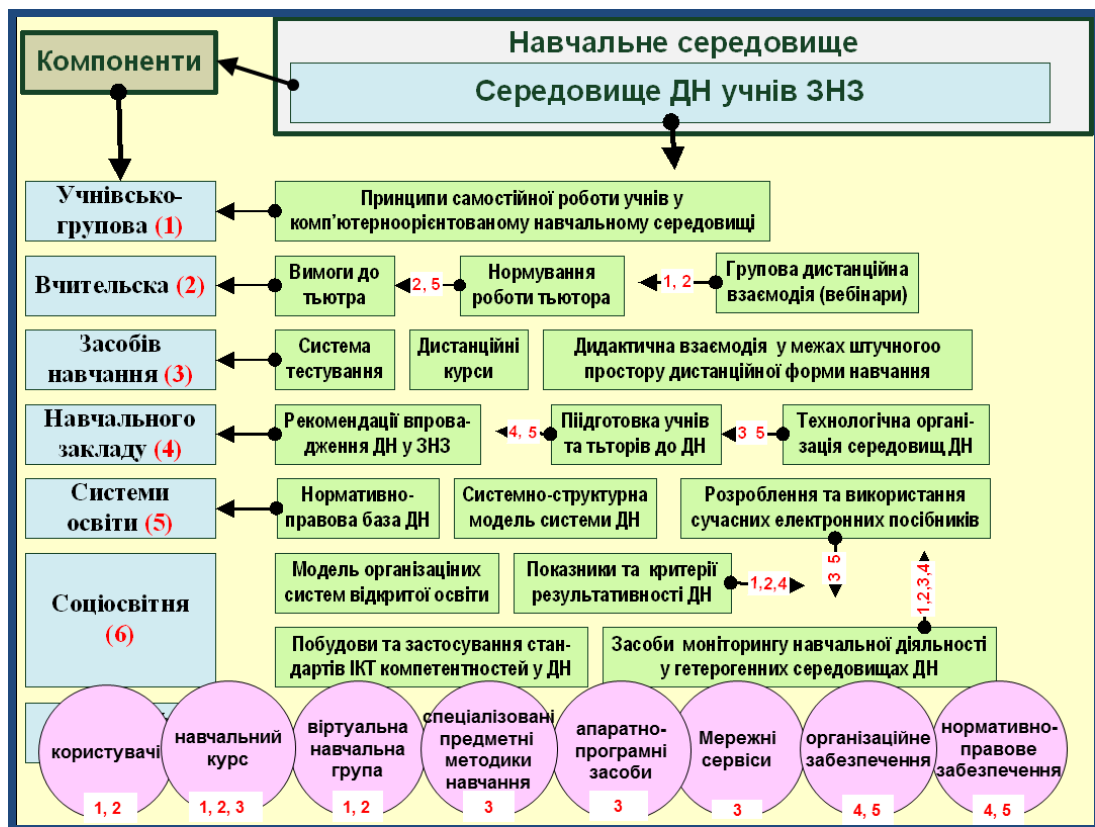 Навчальне середовище
Компоненти
Середовище ДН учнів ЗНЗ
Учнівсько-
групова (1)
Принципи самостійної роботи учнів у
комп’ютерноорієнтованому навчальному середовищі
Вчительска (2)
Вимоги до
тьютра
2, 5
Нормування
роботи тьютора
1, 2
Групова дистанційна
взаємодія (вебінари)
Засобів
навчання (3)
Система
тестування
Дистанційні
курси
Дидактична взаємодія у межах штучногоо
простору дистанційної форми навчання
Навчального
закладу (4)
Рекомендації впрова-
дження ДН у ЗНЗ
4, 5
Піідготовка учнів
та тьторів до ДН
3 5
Технологічна органі-
зація середовищ ДН
Системи
освіти (5)
Нормативно-
правова база ДН
Системно-структурна
модель системи ДН
Розроблення та використання
сучасних електронних посібників
3 5
1,2,3,4
Соціосвітня
(6)
Модель організаціних
систем відкритої освіти
Показники та критерії
результативності ДН
1,2,4
Побудови та застосування стан-
дартів ІКТ компетентностей у ДН
Засоби моніторингу навчальної діяльності
у гетерогенних середовищах ДН
користувачі
1, 2
навчальний
курс
1, 2, 3
віртуальна
навчальна
група
1, 2
спеціалізовані
предметні
методики
навчання
3
апаратно-
програмні
засоби
3
Мережні
сервіси
3
організаційне
забезпечення
4, 5
нормативно-
правове
забезпечення
4, 5